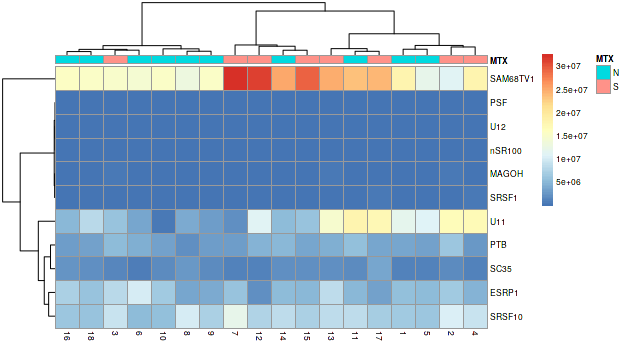 MTX
SAM68TV1
PSF
U12
nSR100
MAGOH
SRSF1
U11
PTB
SC35
ESRP1
SRSF10
16 18 3 6 10 8 9 7 12 14 15 13 11 17 1 5 2 4
3e+07
2.5e+07
2e+07
1.5e+07
1e+07
5e+06
MTX
N
S